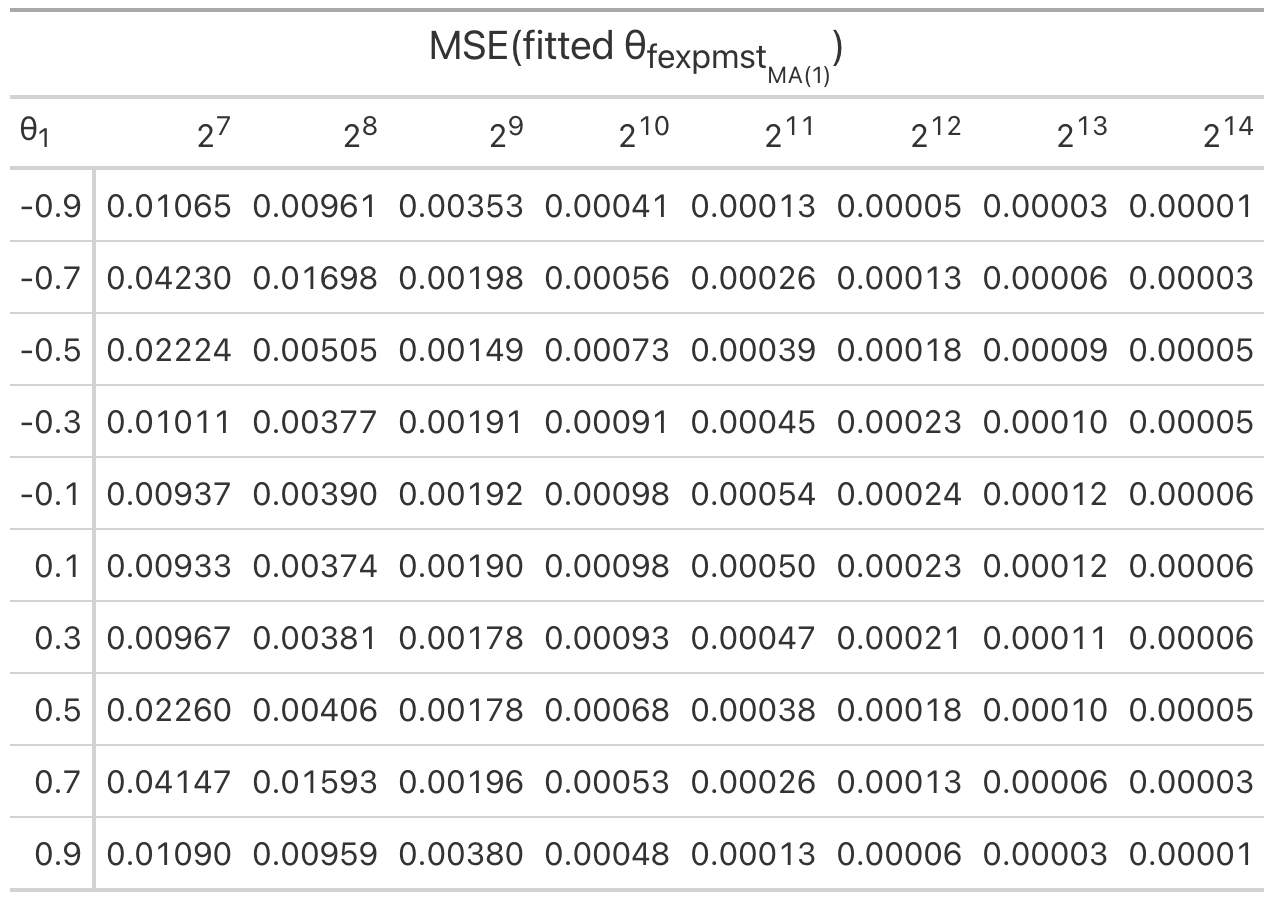 MSE(fitted θfexpmstMA(1))
θ1 2^7 2^8 2^9 2^10 2^11 2^12 2^13 2^14
-0.9 0.01065 0.00961 0.00353 0.00041 0.00013 0.00005 0.00003 0.00001
-0.7 0.04230 0.01698 0.00198 0.00056 0.00026 0.00013 0.00006 0.00003
-0.5 0.02224 0.00505 0.00149 0.00073 0.00039 0.00018 0.00009 0.00005
-0.3 0.01011 0.00377 0.00191 0.00091 0.00045 0.00023 0.00010 0.00005
-0.1 0.00937 0.00390 0.00192 0.00098 0.00054 0.00024 0.00012 0.00006
0.1 0.00933 0.00374 0.00190 0.00098 0.00050 0.00023 0.00012 0.00006
0.3 0.00967 0.00381 0.00178 0.00093 0.00047 0.00021 0.00011 0.00006
0.5 0.02260 0.00406 0.00178 0.00068 0.00038 0.00018 0.00010 0.00005
0.7 0.04147 0.01593 0.00196 0.00053 0.00026 0.00013 0.00006 0.00003
0.9 0.01090 0.00959 0.00380 0.00048 0.00013 0.00006 0.00003 0.00001